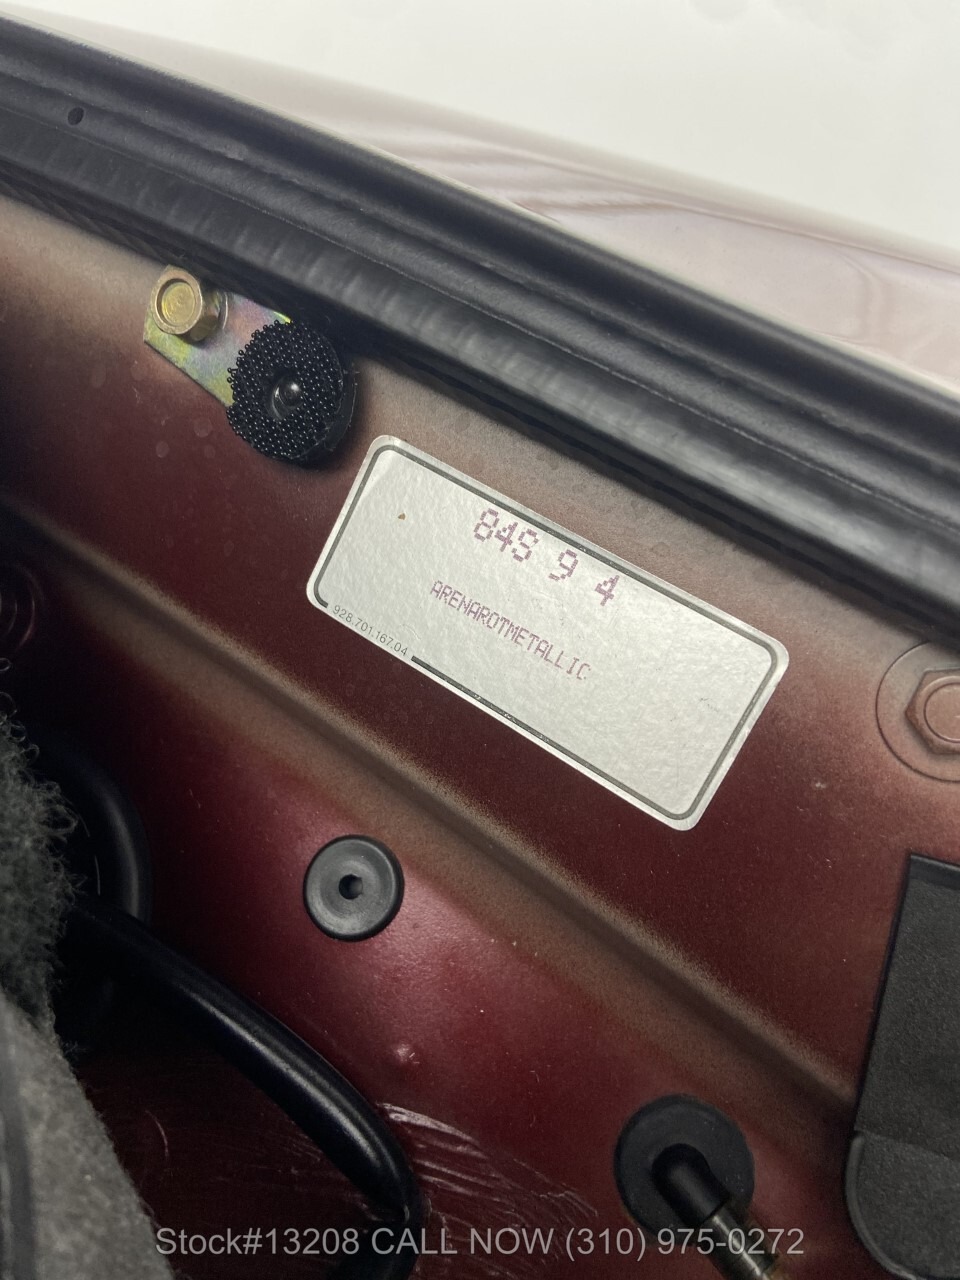 84S 9 4
ARENAROTMETALLIC
928.701.167.04
Stock#13208 CALL NOW (310) 975-0272